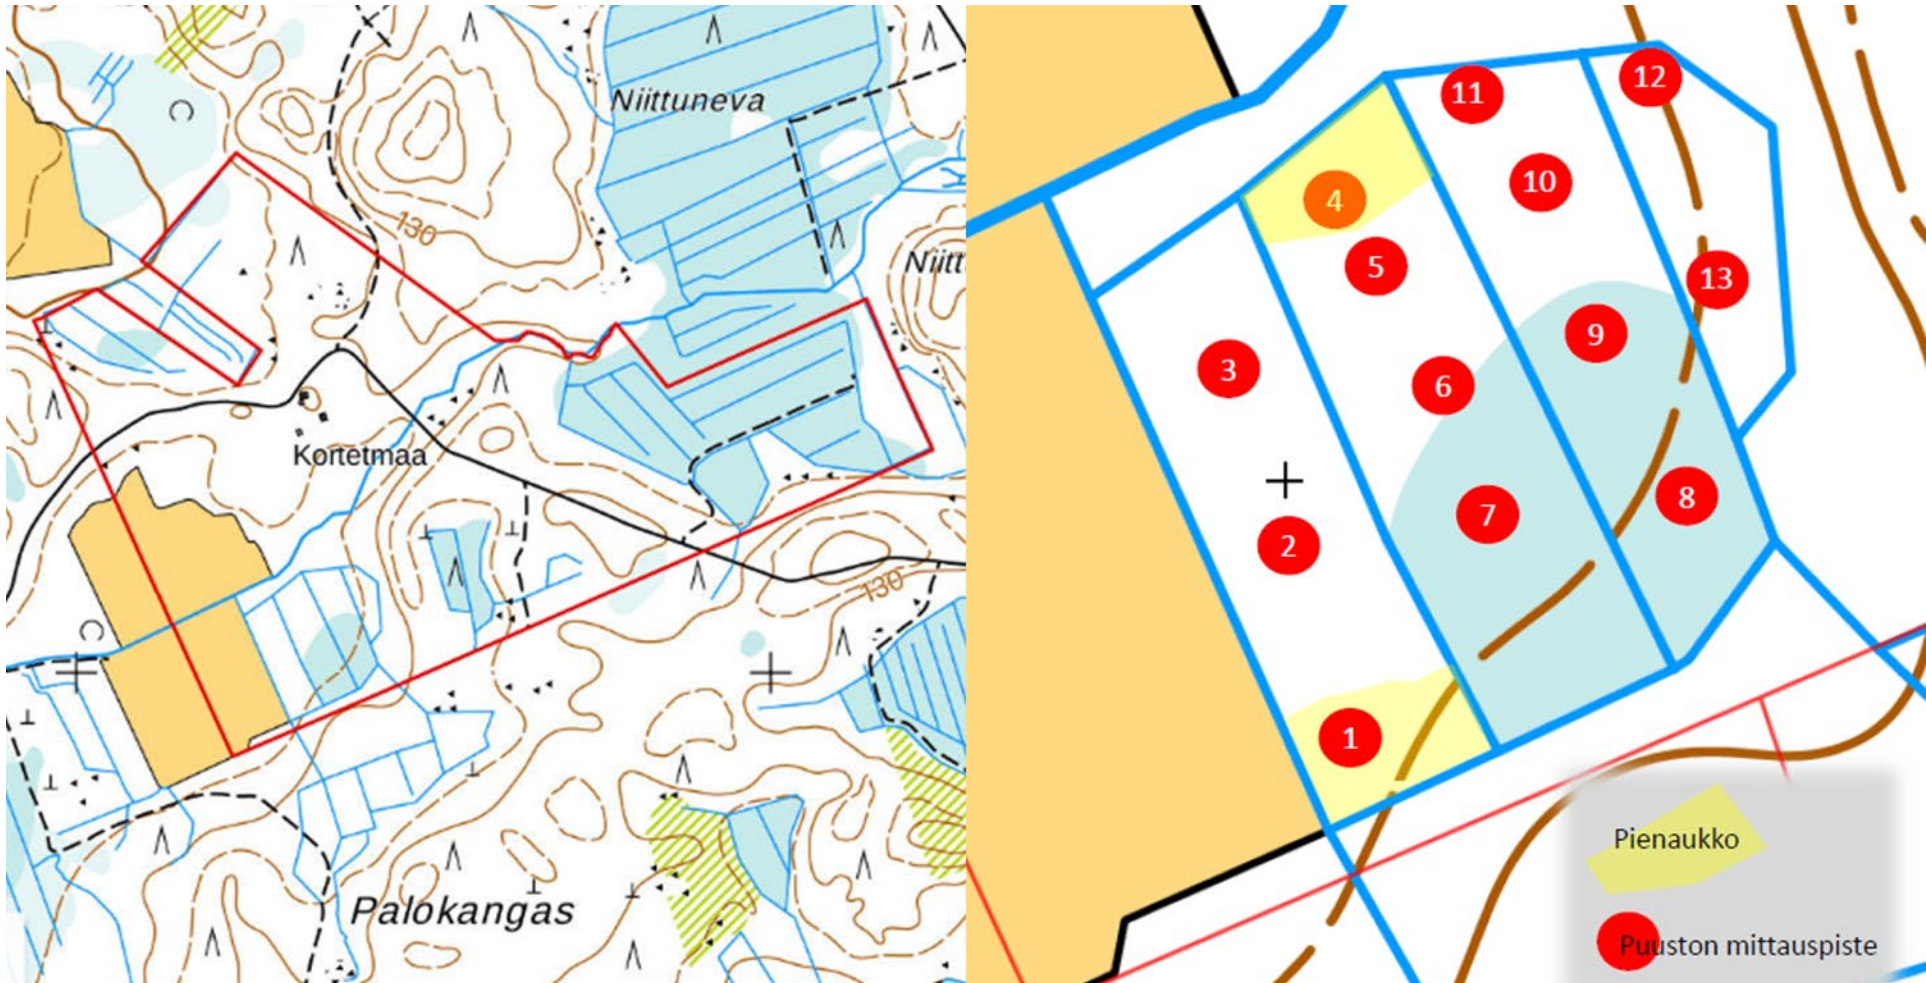 Niittuneva
130
Niitt
Kortetmaa
130
Palokangas
11
12
10
4
5
13
9
3
6
8
7
2
1
Pienaukko
Puuston mittauspiste